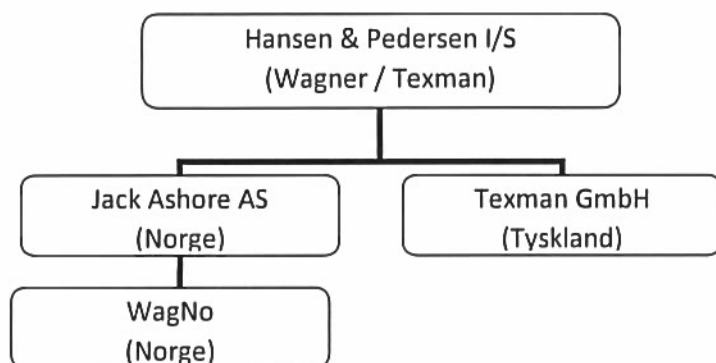 Hansen & Pedersen I/S
(Wagner / Texman)
Jack Ashore AS
(Norge)
Texman GmbH
(Tyskland)
WagNo
(Norge)